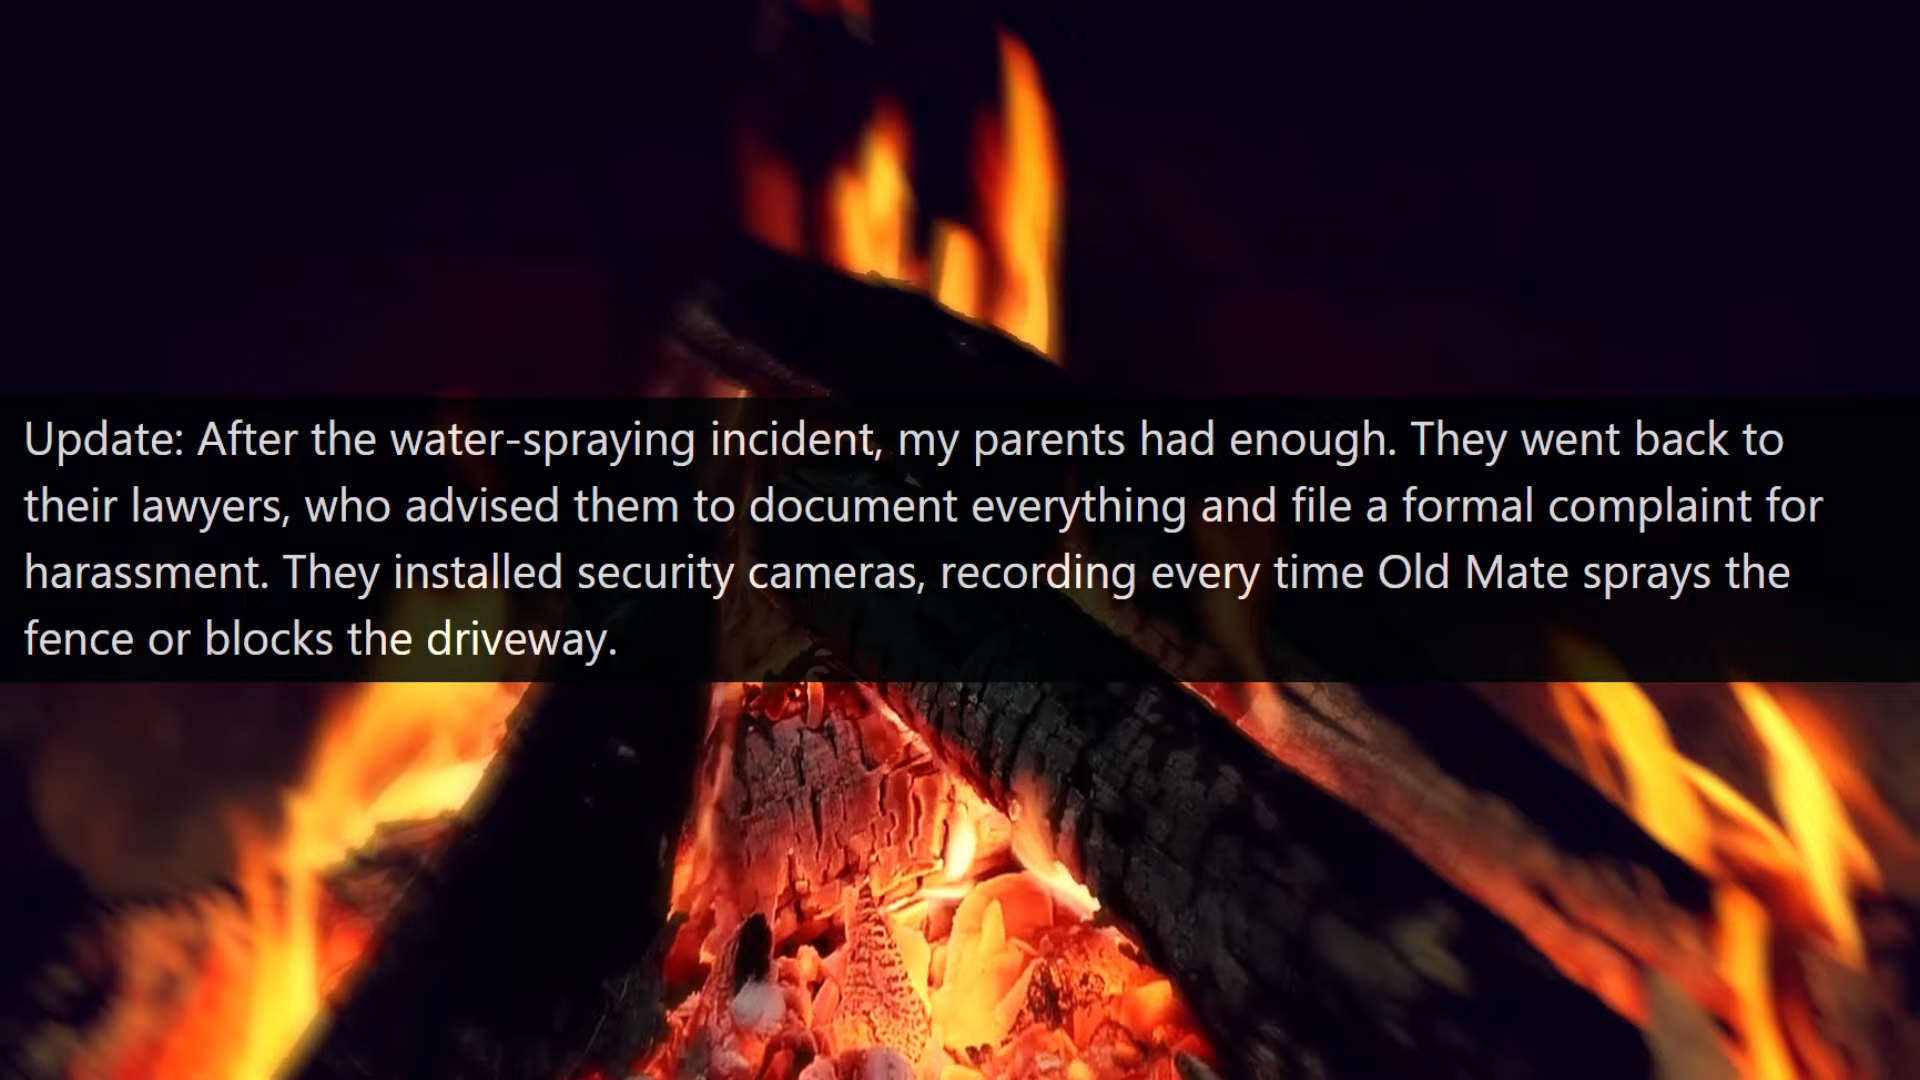 Update: After the water-spraying incident, my parents had enough. They went back to
their lawyers, who advised them to document everything and file a formal complaint for
harassment. They installed security cameras, recording every time Old Mate sprays the
fence or blocks the driveway.